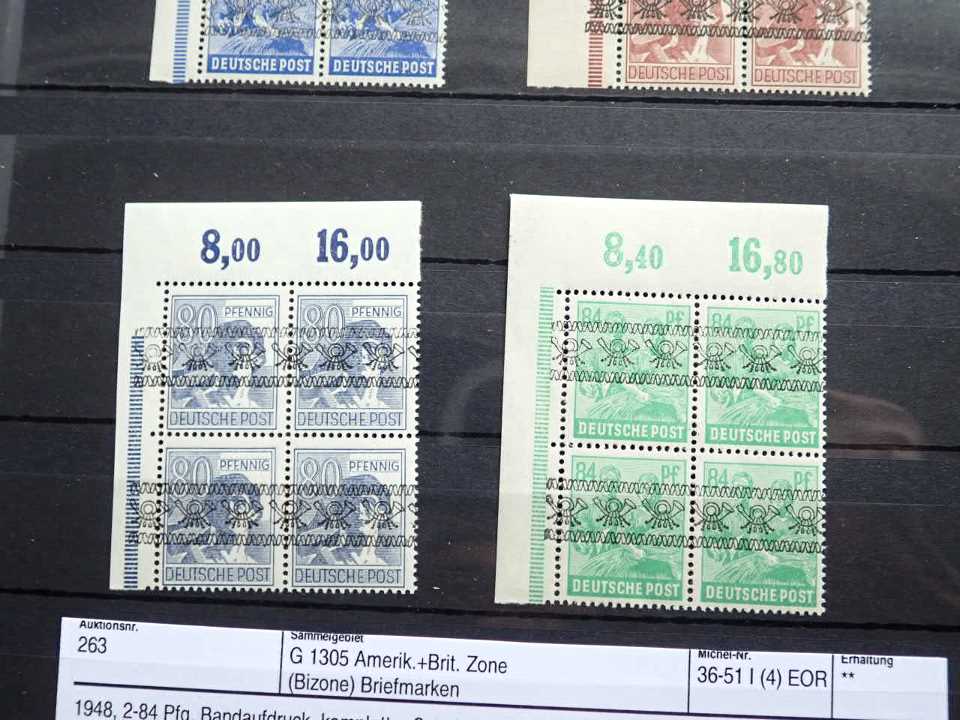 DEUTSCHE POST DEUTSCHE POST
DEUTSCHE POST DEUTSCHE POST
8,00 16,00
80 PFENNIG 80 PFENNIG
DEUTSCHE POST DEUTSCHE POST
80 PFENNIG 80 PFENNIG
DEUTSCHE POST DEUTSCHE POST
8,40 16,80
84 Pf 84 Pf
DEUTSCHE POST DEUTSCHE POST
84 Pf 84 Pf
DEUTSCHE POST DEUTSCHE POST
Auktionsnr.
263
Sammelgebiet
G 1305 Amerik.+Brit. Zone
(Bizone) Briefmarken
Michel-Nr.
36-51 I (4) EOR
Erhaltung
**
1948, 2-84 Pfg. Bandaufdruck